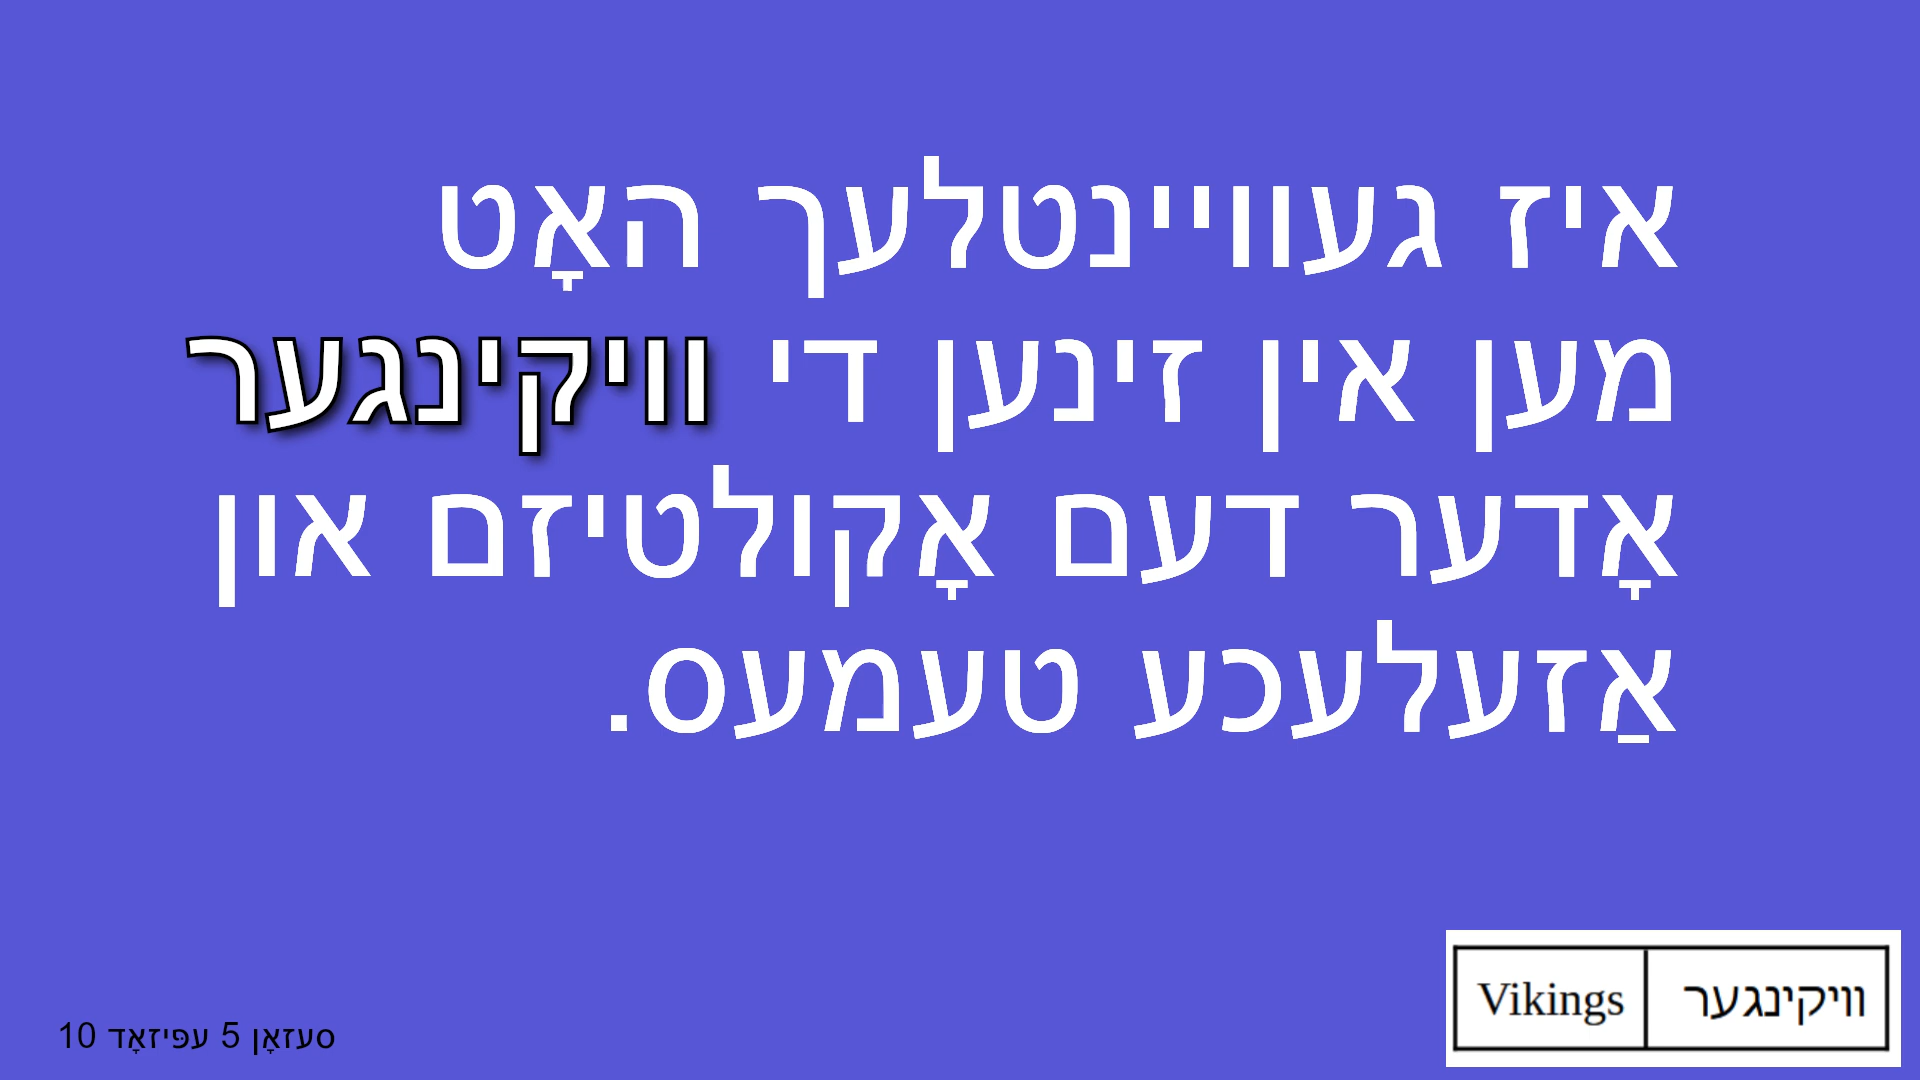 איז געוויינטלעך האָט
מען אין זינען די וויקינגער
אָדער דעם אָקולטיזם און
אַזעלעכע טעמעס.
Vikings וויקינגער
סעזאָן 5 עפּיזאָד 10